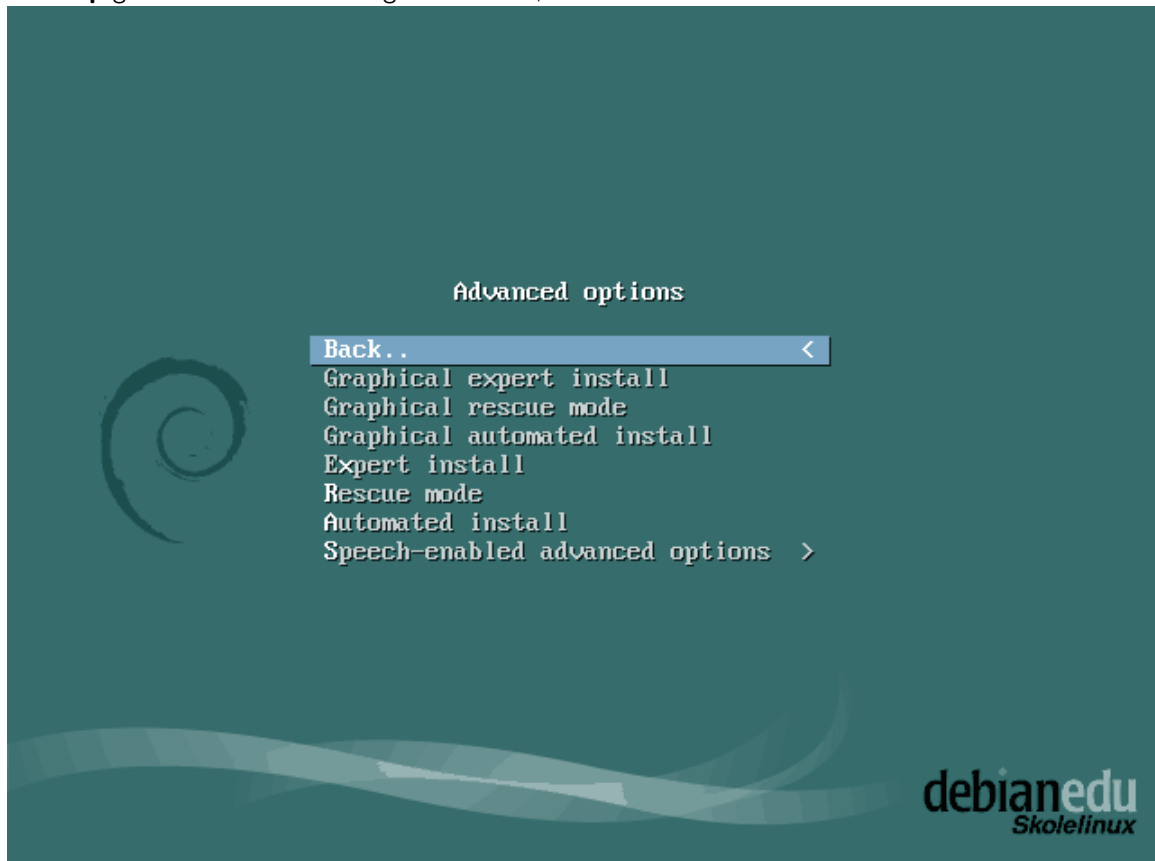 Advanced options
Back.. <
Graphical expert install
Graphical rescue mode
Graphical automated install
Expert install
Rescue mode
Automated install
Speech-enabled advanced options >
debianedu
Skolelinux